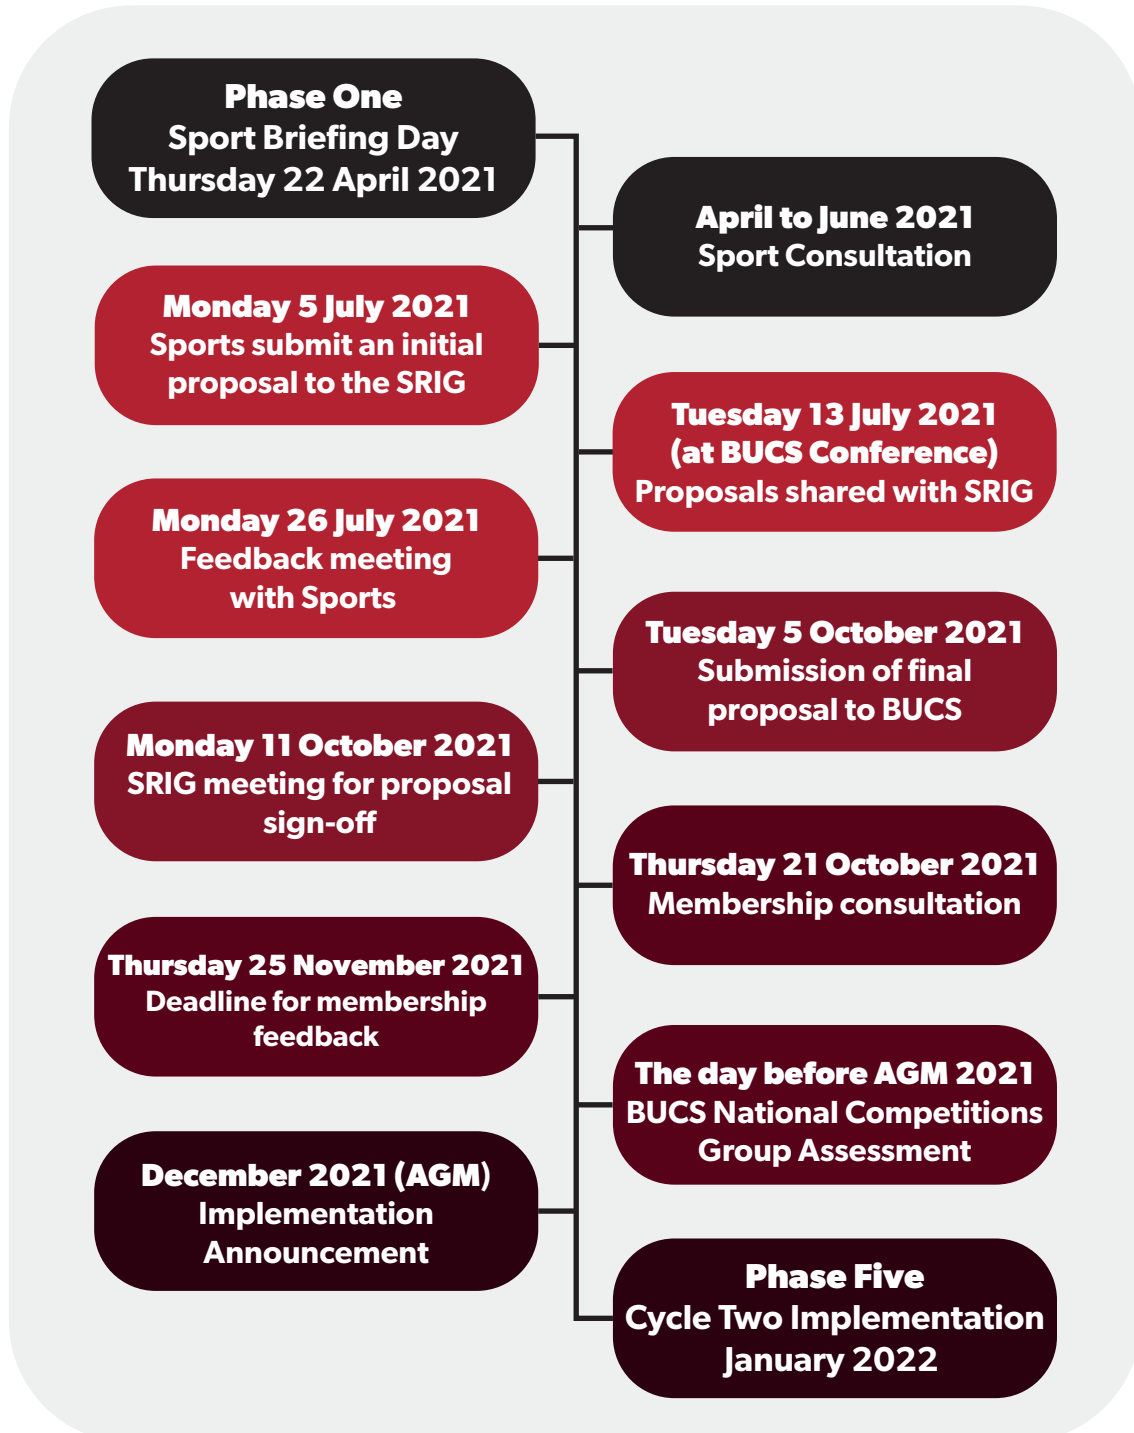 Phase One
Sport Briefing Day
Thursday 22 April 2021
April to June 2021
Sport Consultation
Monday 5 July 2021
Sports submit an initial
proposal to the SRIG
Tuesday 13 July 2021
(at BUCS Conference)
Proposals shared with SRIG
Monday 26 July 2021
Feedback meeting
with Sports
Tuesday 5 October 2021
Submission of final
proposal to BUCS
Monday 11 October 2021
SRIG meeting for proposal
sign-off
Thursday 21 October 2021
Membership consultation
Thursday 25 November 2021
Deadline for membership
feedback
The day before AGM 2021
BUCS National Competitions
Group Assessment
December 2021 (AGM)
Implementation
Announcement
Phase Five
Cycle Two Implementation
January 2022